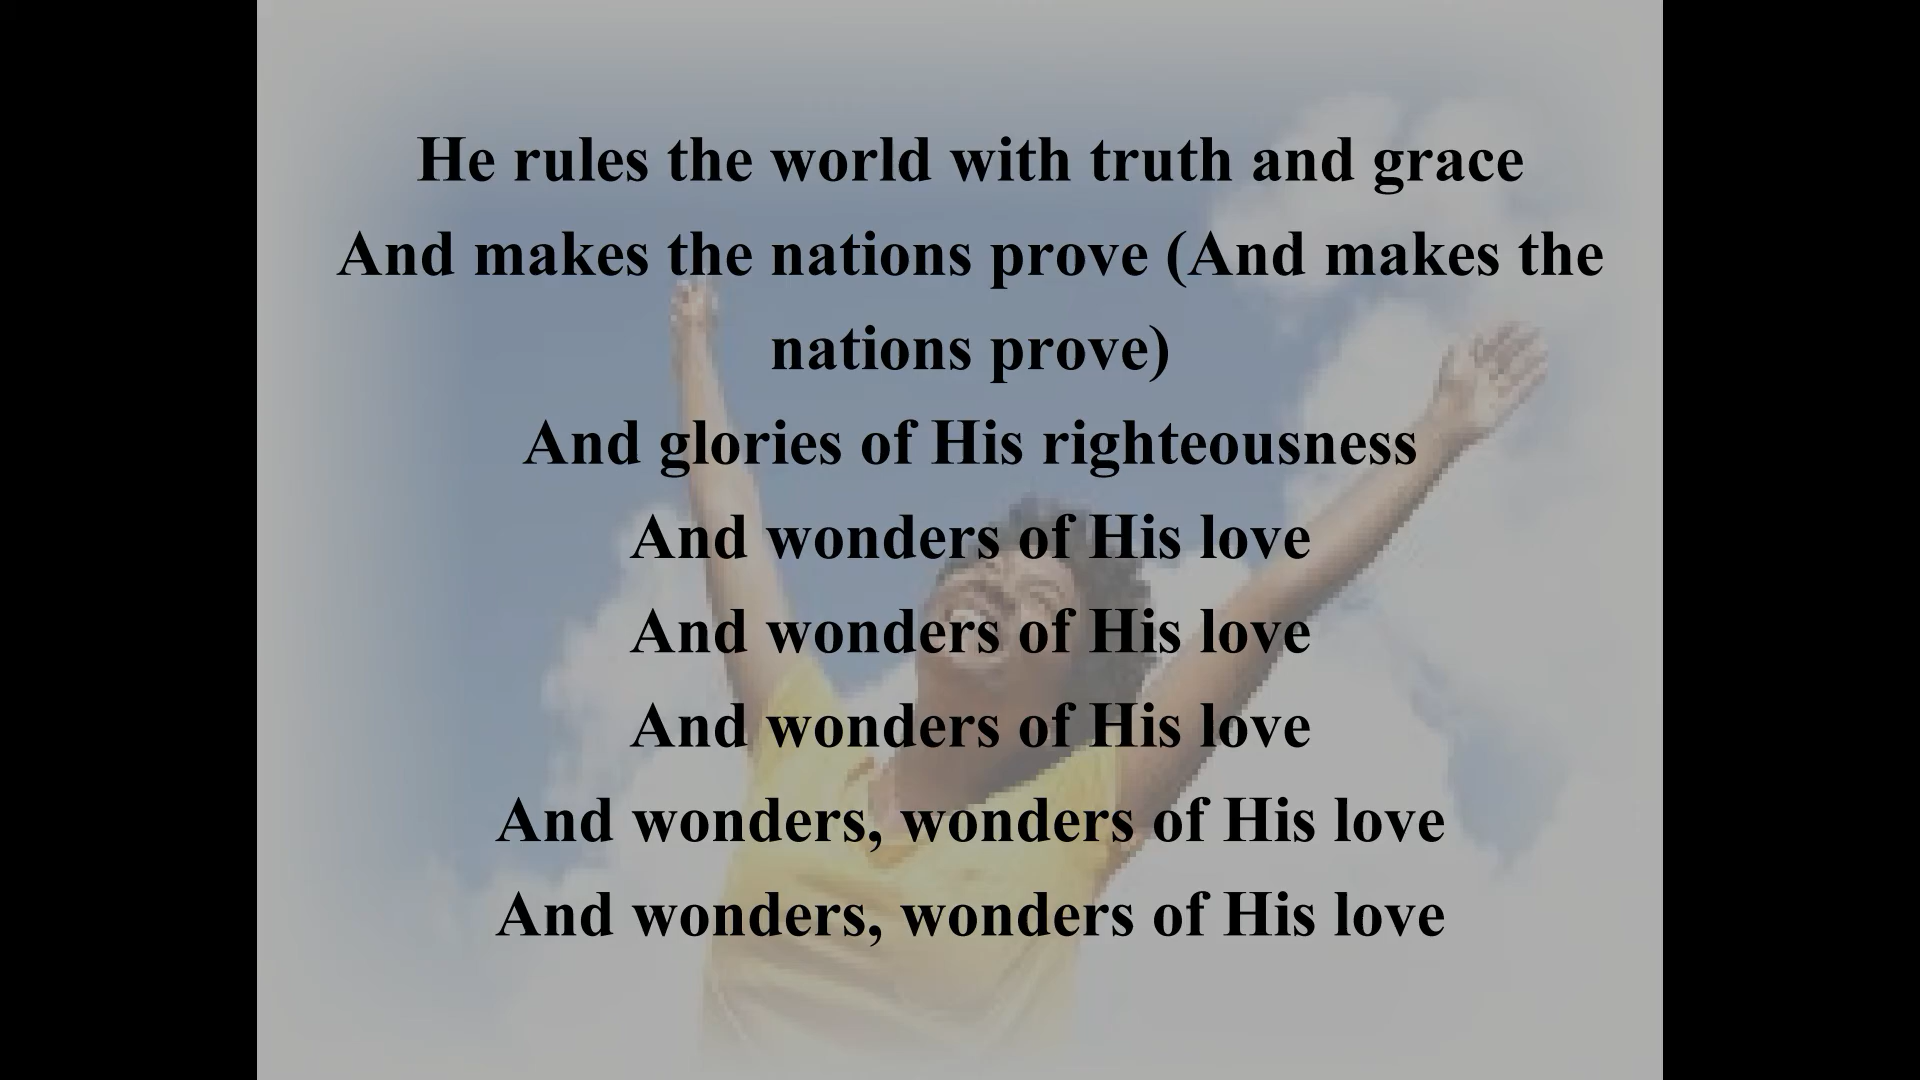 He rules the world with truth and grace
And makes the nations prove (And makes the
nations prove)
And glories of His righteousness
And wonders of His love
And wonders of His love
And wonders of His love
And wonders, wonders of His love
And wonders, wonders of His love